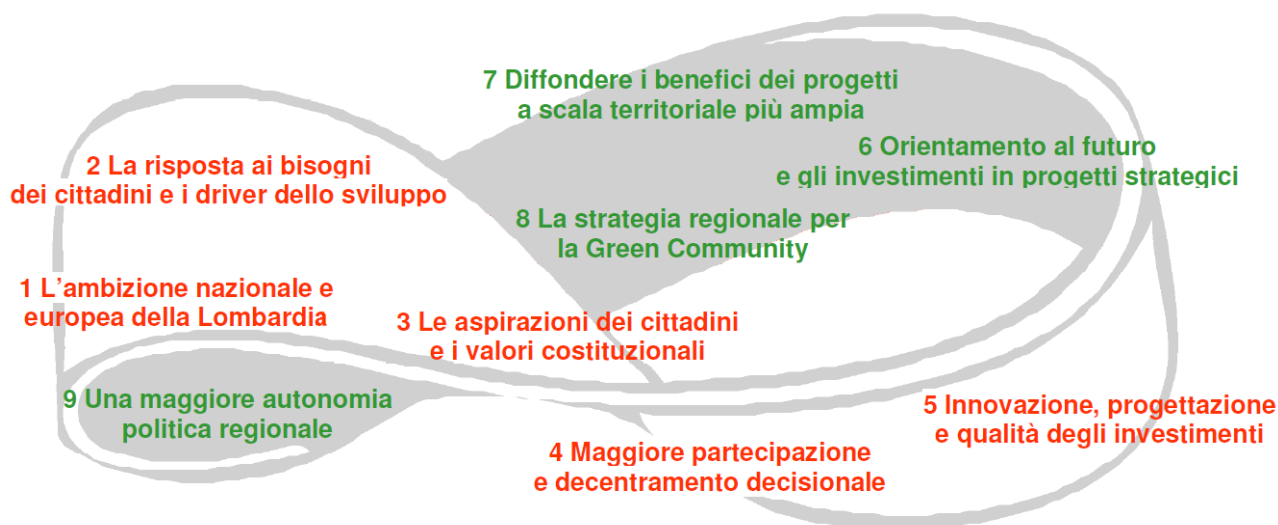 7 Diffondere i benefici dei progetti
a scala territoriale più ampia
6 Orientamento al futuro
e gli investimenti in progetti strategici
2 La risposta ai bisogni
dei cittadini e i driver dello sviluppo
8 La strategia regionale per
la Green Community
1 L'ambizione nazionale e
europea della Lombardia
3 Le aspirazioni dei cittadini
e i valori costituzionali
9 Una maggiore autonomia
politica regionale
5 Innovazione, progettazione
e qualità degli investimenti
4 Maggiore partecipazione
e decentramento decisionale